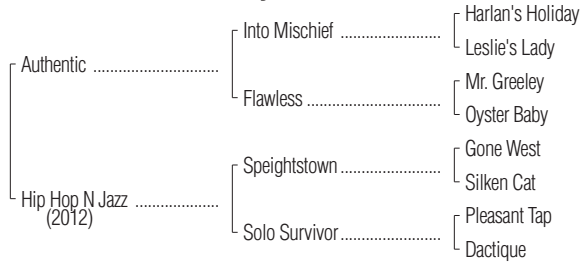 Harlan's Holiday
Into Mischief ......................
Leslie's Lady
Authentic ............................
Mr. Greeley
Flawless ..............................
Oyster Baby
Gone West
Speightstown ......................
Silken Cat
Hip Hop N Jazz ...................
(2012)
Pleasant Tap
Solo Survivor ......................
Dactique